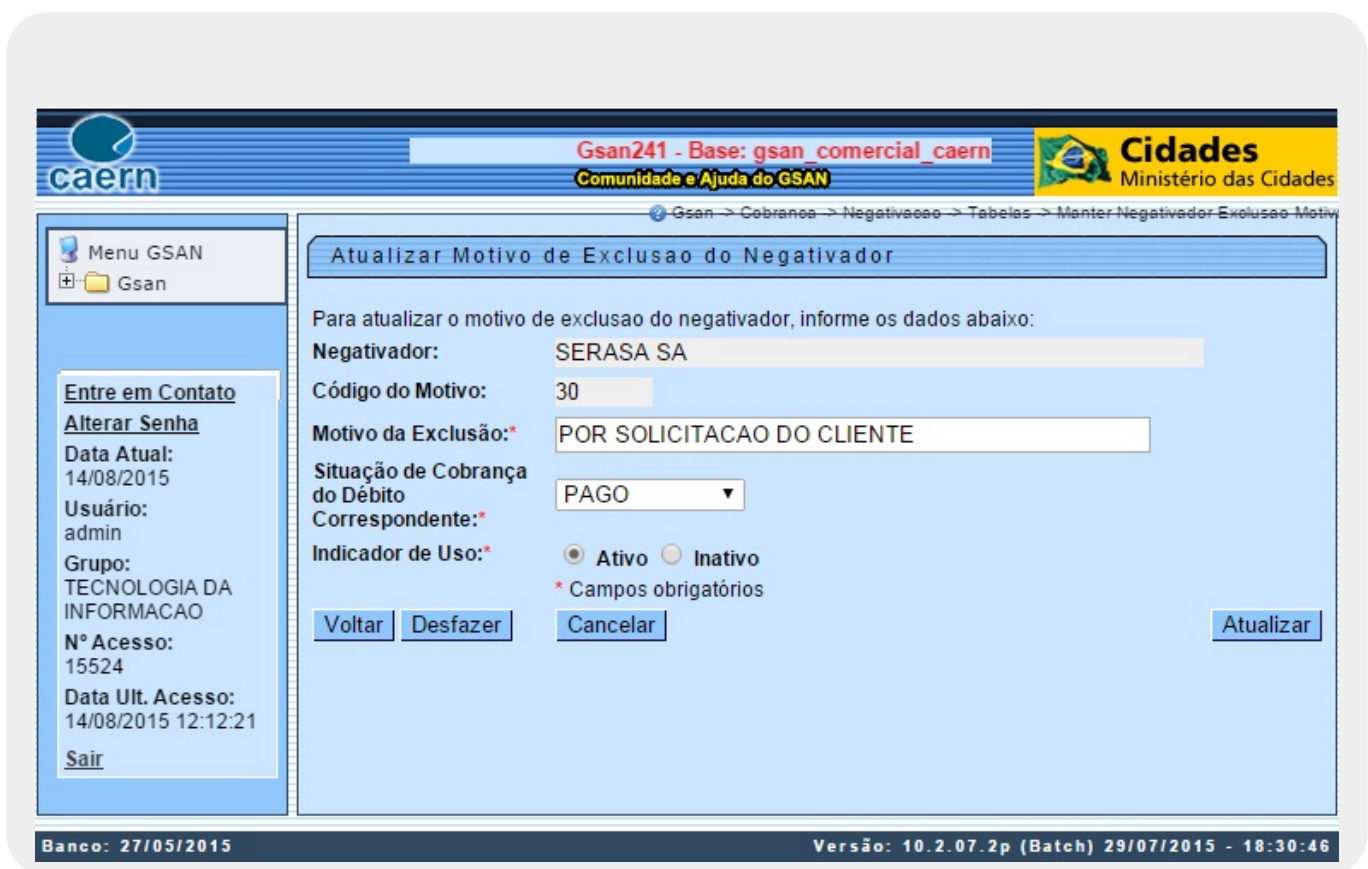 caern
Gsan241 - Base: gsan_comercial_caern
Comunidade e Ajuda do GSAN
Cidades
Ministério das Cidades
Gsan -> Cobranca -> Negativacao -> Tabelas -> Manter Negativador Exclusao Motiv
Menu GSAN
Gsan
Entre em Contato
Alterar Senha
Data Atual:
14/08/2015
Usuário:
admin
Grupo:
TECNOLOGIA DA
INFORMACAO
Nº Acesso:
15524
Data Ult. Acesso:
14/08/2015 12:12:21
Sair
Atualizar Motivo de Exclusao do Negativador
Para atualizar o motivo de exclusao do negativador, informe os dados abaixo:
Negativador: SERASA SA
Código do Motivo: 30
Motivo da Exclusão:* POR SOLICITACAO DO CLIENTE
Situação de Cobrança
do Débito
Correspondente:* PAGO
Indicador de Uso:* Ativo Inativo
* Campos obrigatórios
Voltar Desfazer Cancelar Atualizar
Banco: 27/05/2015 Versão: 10.2.07.2p (Batch) 29/07/2015 - 18:30:46